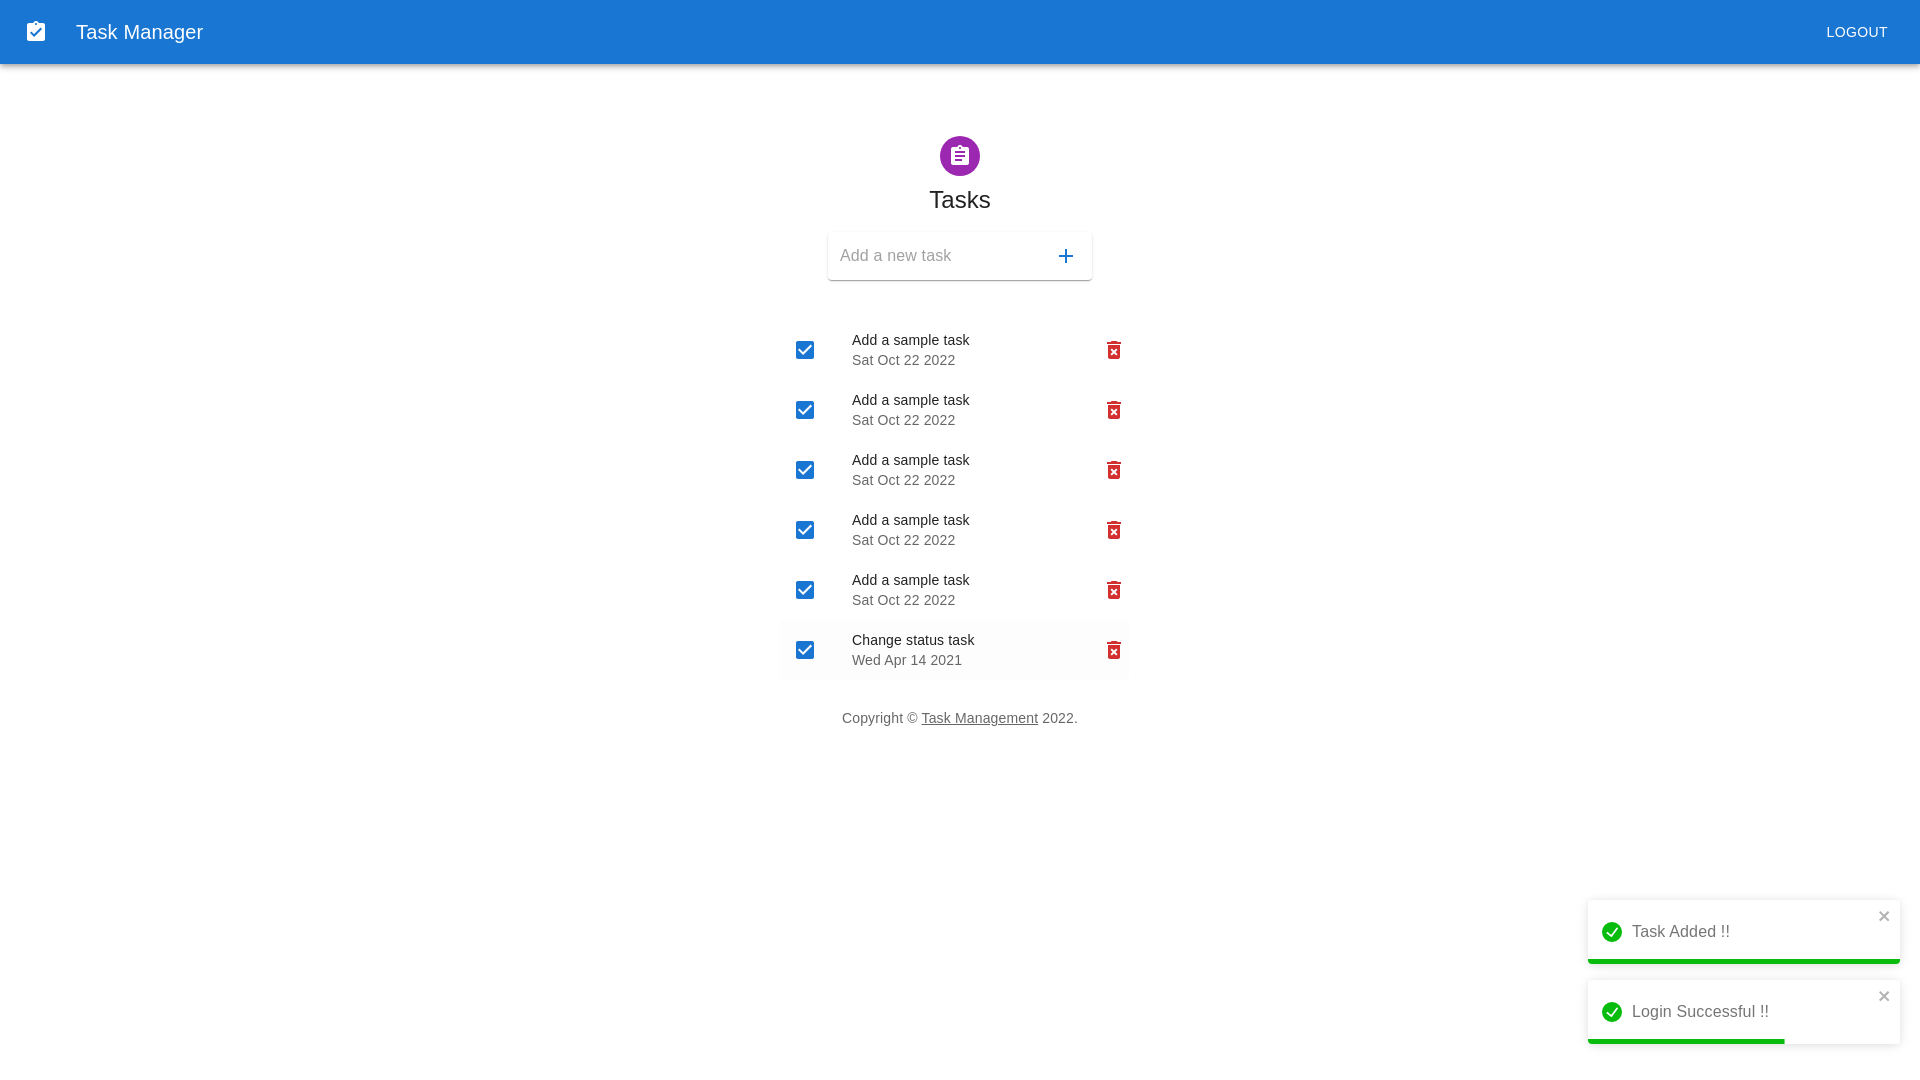 Task Manager
LOGOUT
Tasks
Add a new task
Add a sample task
Sat Oct 22 2022
Add a sample task
Sat Oct 22 2022
Add a sample task
Sat Oct 22 2022
Add a sample task
Sat Oct 22 2022
Add a sample task
Sat Oct 22 2022
Change status task
Wed Apr 14 2021
Copyright © Task Management 2022.
Task Added !!
Login Successful !!